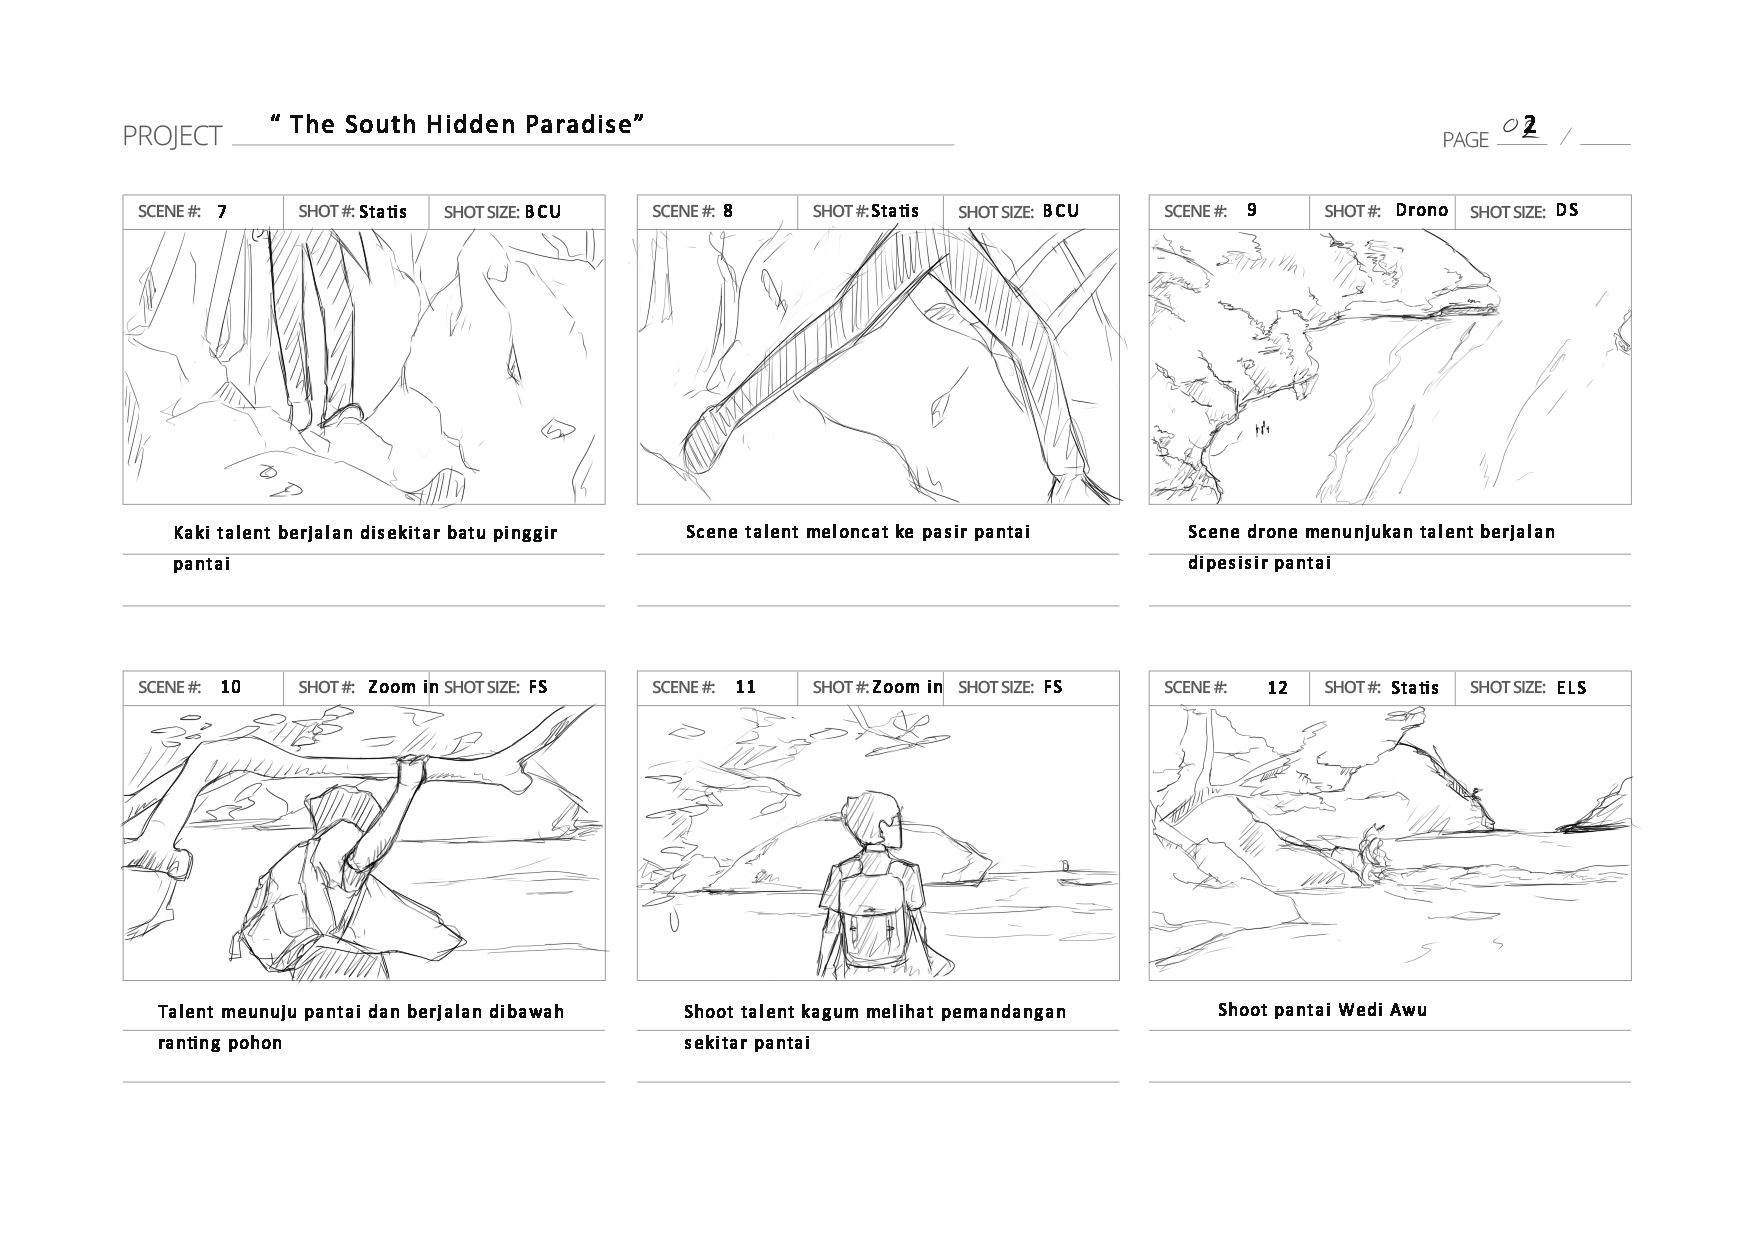 PROJECT “ The South Hidden Paradise”
PAGE 02 /
SCENE #: 7 SHOT #: Statis SHOT SIZE: BCU
SCENE #: 8 SHOT #: Statis SHOT SIZE: BCU
SCENE #: 9 SHOT #: Drono SHOT SIZE: DS
Kaki talent berjalan disekitar batu pinggir
pantai
Scene talent meloncat ke pasir pantai
Scene drone menunjukan talent berjalan
dipesisir pantai
SCENE #: 10 SHOT #: Zoom in SHOT SIZE: FS
SCENE #: 11 SHOT #: Zoom in SHOT SIZE: FS
SCENE #: 12 SHOT #: Statis SHOT SIZE: ELS
Talent meunuju pantai dan berjalan dibawah
ranting pohon
Shoot talent kagum melihat pemandangan
sekitar pantai
Shoot pantai Wedi Awu